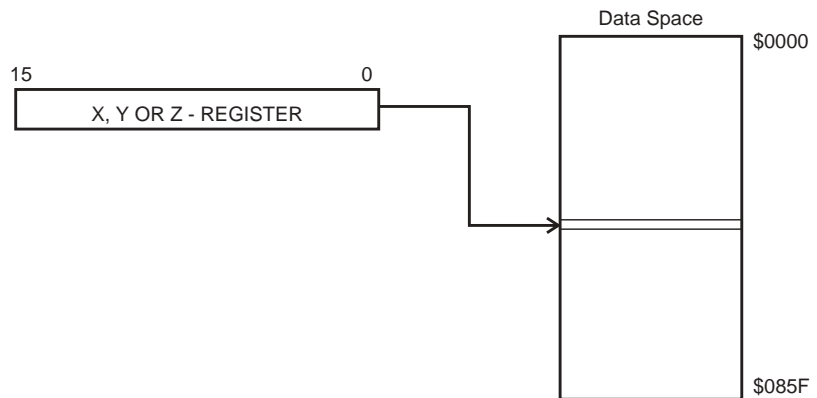 Data Space
$0000
15 0
X, Y OR Z - REGISTER
$085F